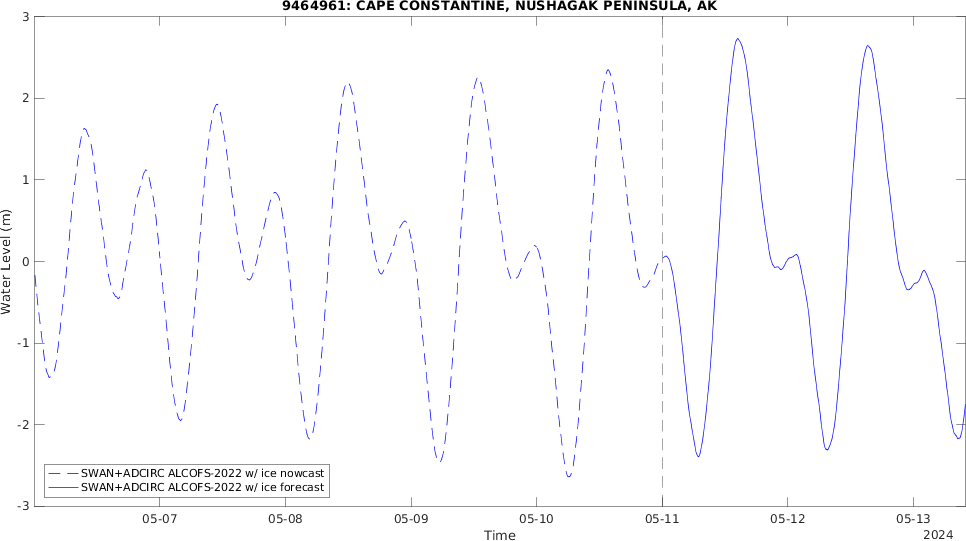 9464961: CAPE CONSTANTINE, NUSHAGAK PENINSULA, AK
3
2
1
0
-1
-2
-3
Water Level (m)
SWAN+ADCIRC ALCOFS-2022 w/ ice nowcast
SWAN+ADCIRC ALCOFS-2022 w/ ice forecast
05-07 05-08 05-09 05-10 05-11 05-12 05-13
Time
2024